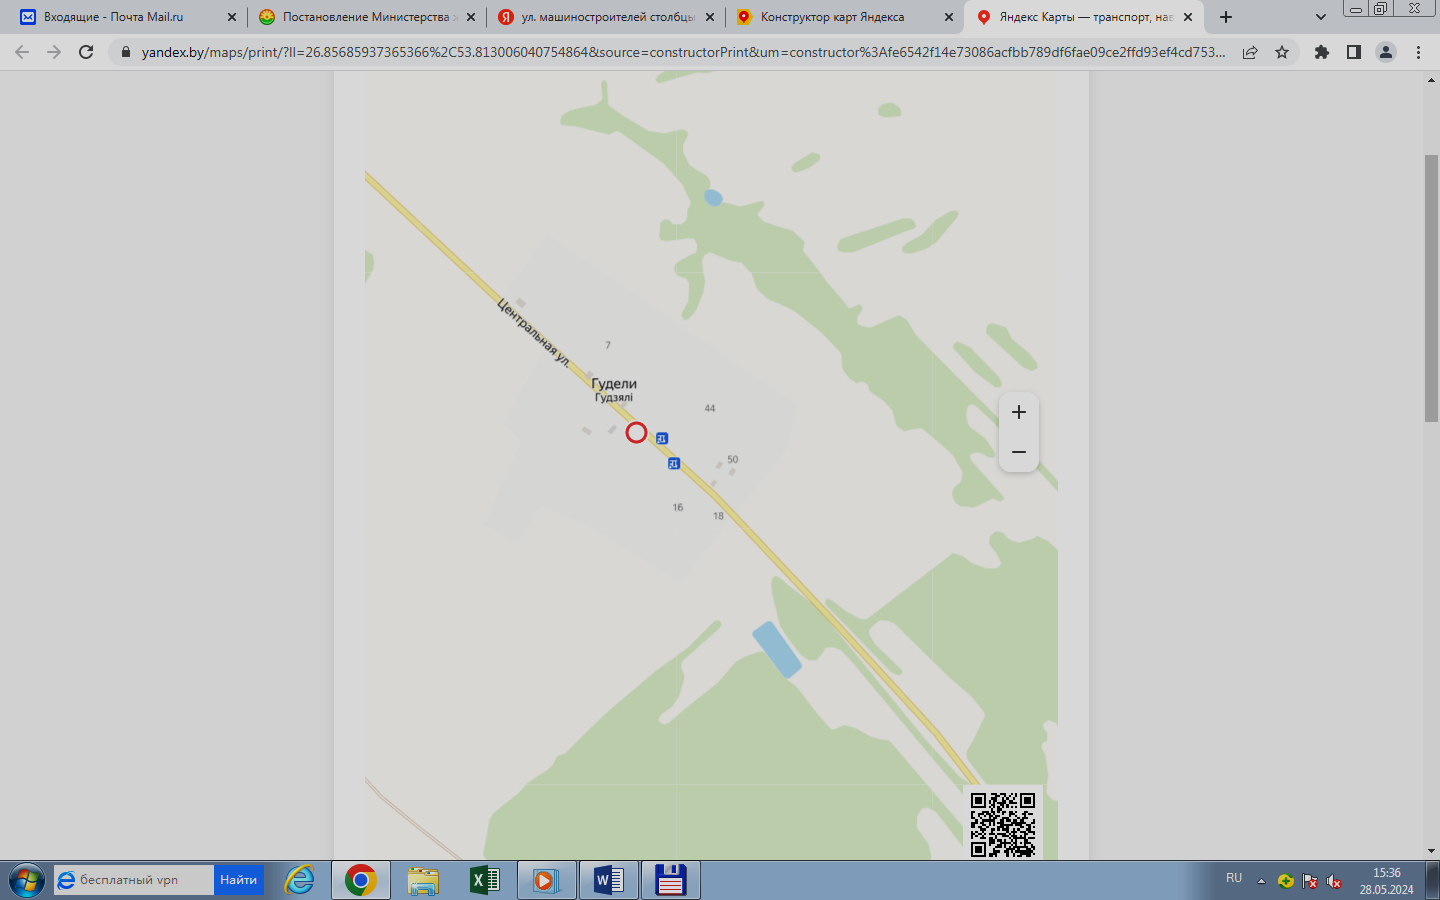 Входящие - Почта Mail.ru
Постановление Министерства
ул. машиностроителей столбцы
Конструктор карт Яндекса
Яндекс Карты — транспорт, нав
yandex.by/maps/print/?ll=26.85685937365366%2C53.813006040754864&source=constructorPrint&um=constructor%3Afe6542f14e73086acfbb789df6fae09ce2ffd93ef4cd753...
Центральная ул.
7
Гудели
Гудзялі
44
50
16
18
+
−
бесплатный vpn
Найти
RU
15:36
28.05.2024